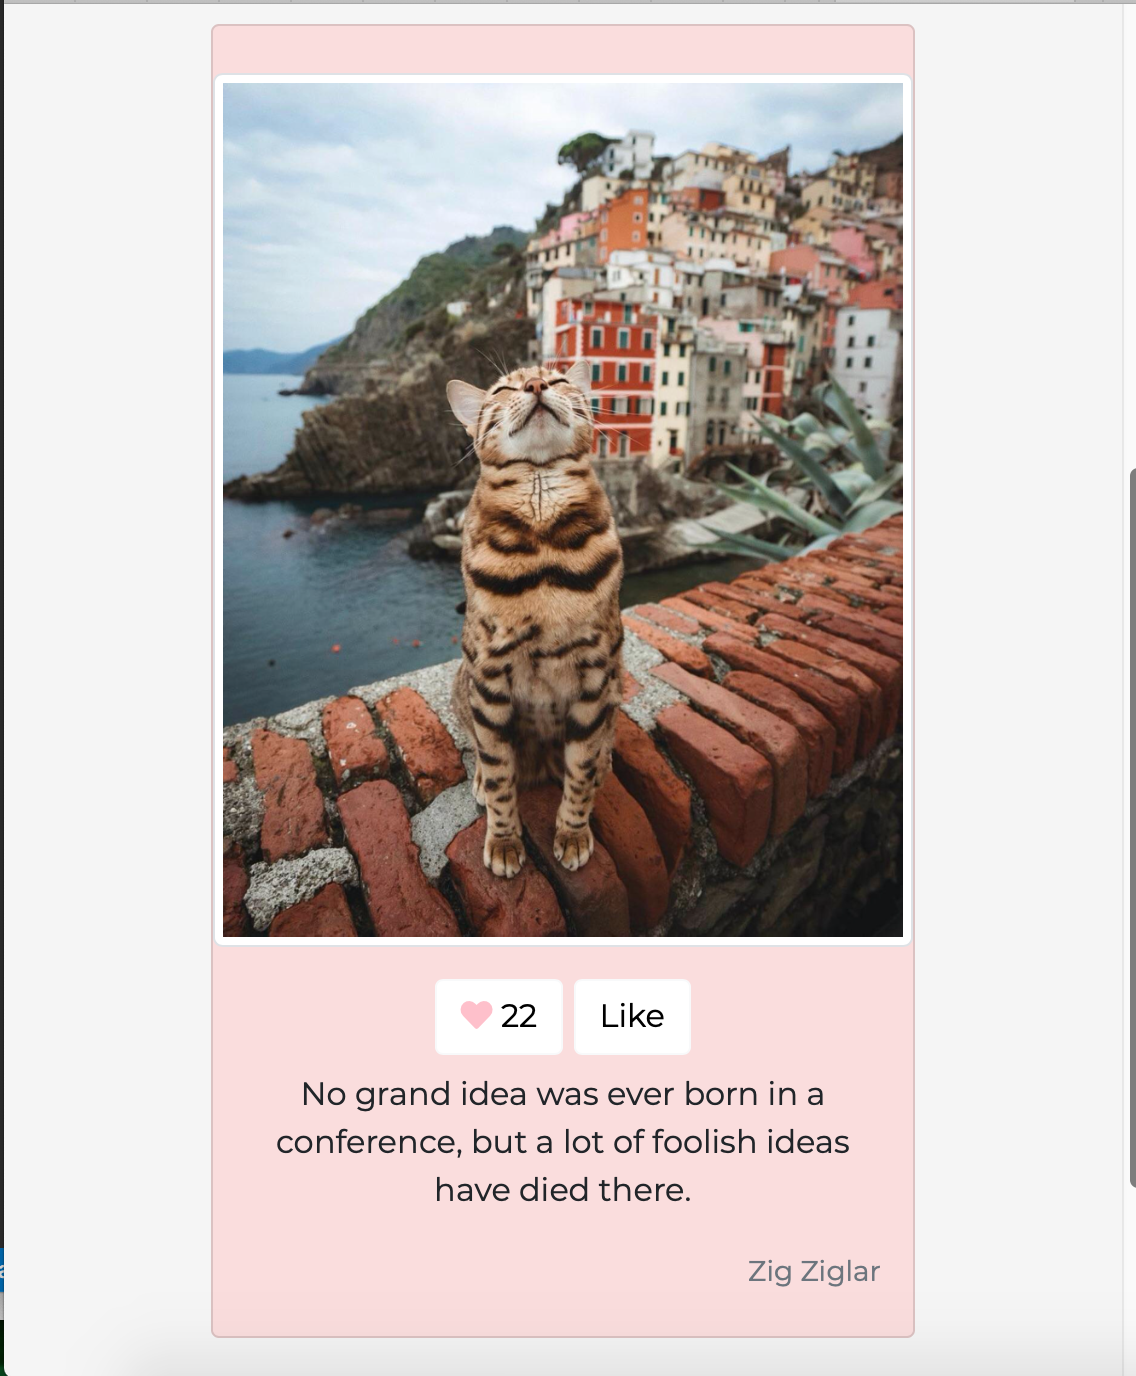 22
Like
No grand idea was ever born in a
conference, but a lot of foolish ideas
have died there.
Zig Ziglar